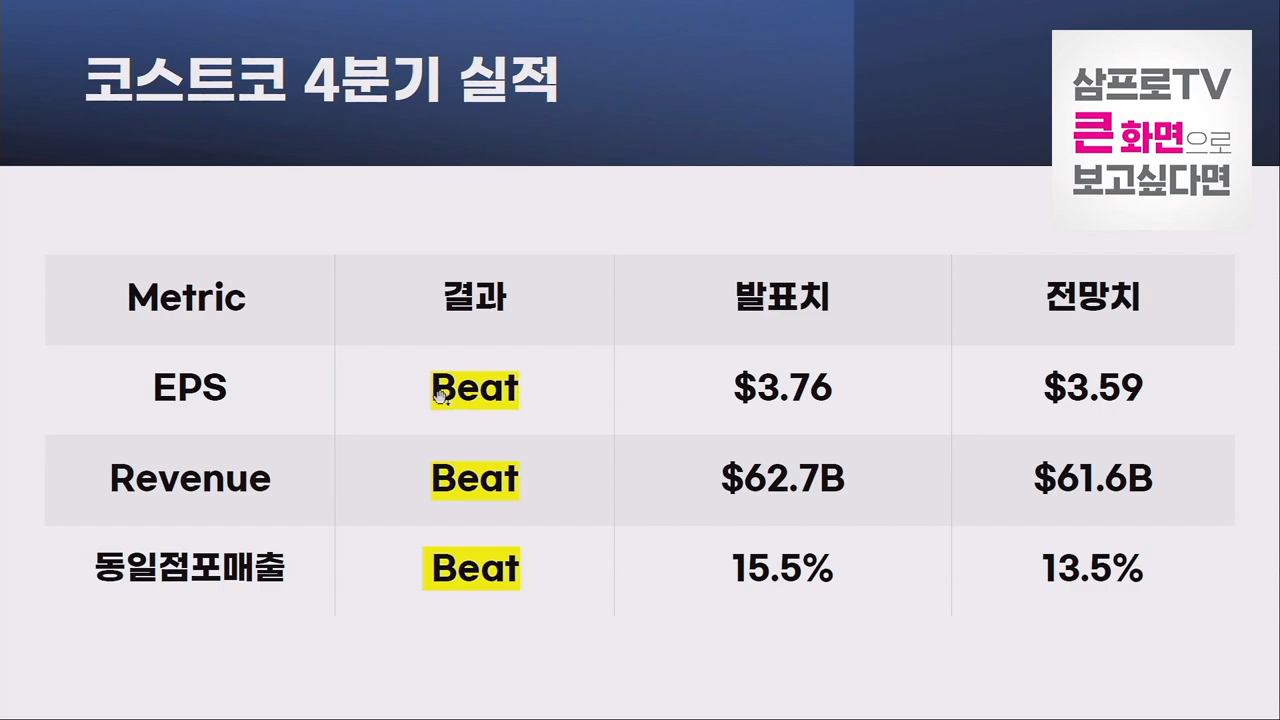 코스트코 4분기 실적
삼프로TV
큰 화면으로
보고싶다면
Metric 결과 발표치 전망치
EPS Beat $3.76 $3.59
Revenue Beat $62.7B $61.6B
동일점포매출 Beat 15.5% 13.5%